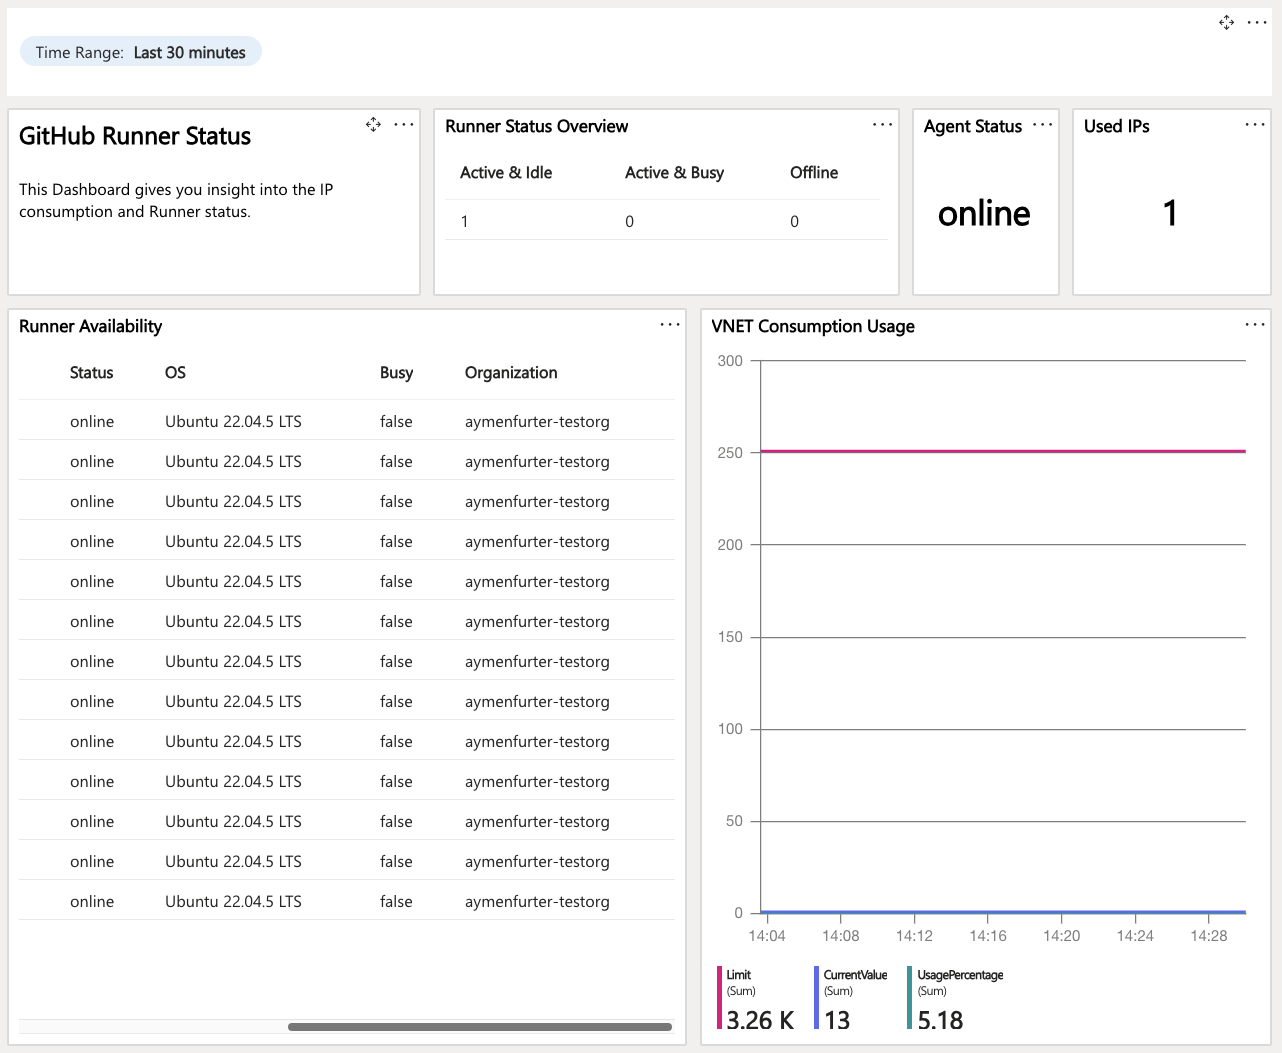 Time Range: Last 30 minutes
GitHub Runner Status
This Dashboard gives you insight into the IP
consumption and Runner status.
Runner Status Overview
Active & Idle Active & Busy Offline
1 0 0
Agent Status
online
Used IPs
1
Runner Availability
Status OS Busy Organization
online Ubuntu 22.04.5 LTS false aymenfurter-testorg
online Ubuntu 22.04.5 LTS false aymenfurter-testorg
online Ubuntu 22.04.5 LTS false aymenfurter-testorg
online Ubuntu 22.04.5 LTS false aymenfurter-testorg
online Ubuntu 22.04.5 LTS false aymenfurter-testorg
online Ubuntu 22.04.5 LTS false aymenfurter-testorg
online Ubuntu 22.04.5 LTS false aymenfurter-testorg
online Ubuntu 22.04.5 LTS false aymenfurter-testorg
online Ubuntu 22.04.5 LTS false aymenfurter-testorg
online Ubuntu 22.04.5 LTS false aymenfurter-testorg
online Ubuntu 22.04.5 LTS false aymenfurter-testorg
online Ubuntu 22.04.5 LTS false aymenfurter-testorg
online Ubuntu 22.04.5 LTS false aymenfurter-testorg
VNET Consumption Usage
300
250
200
150
100
50
0
14:04 14:08 14:12 14:16 14:20 14:24 14:28
Limit CurrentValue UsagePercentage
(Sum) (Sum) (Sum)
3.26 K 13 5.18